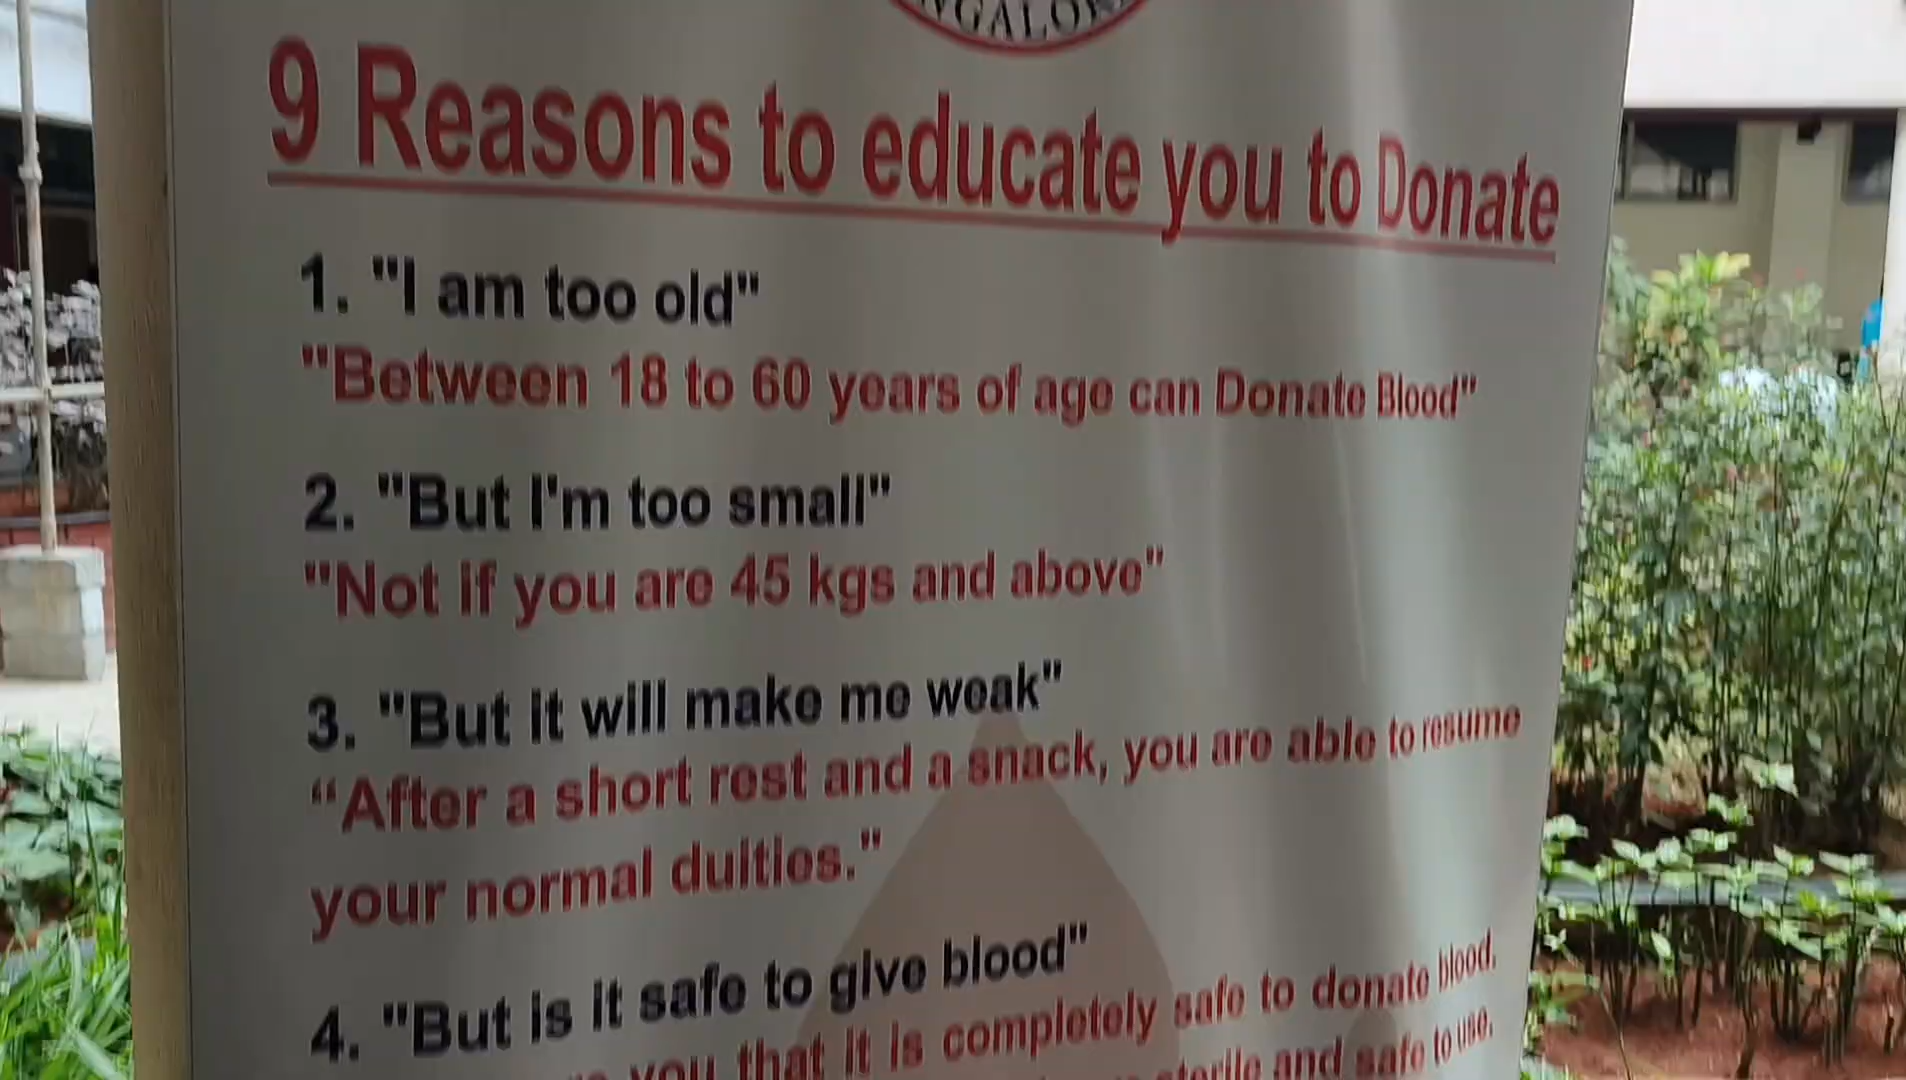 9 Reasons to educate you to Donate
1. "I am too old"
"Between 18 to 60 years of age can Donate Blood"
2. "But I'm too small"
"Not if you are 45 kgs and above"
3. "But it will make me weak"
“After a short rest and a snack, you are able to resume
your normal duities."
4. "But is it safe to give blood"
you that it is completely safe to donate blood.
sterile and safe to use.